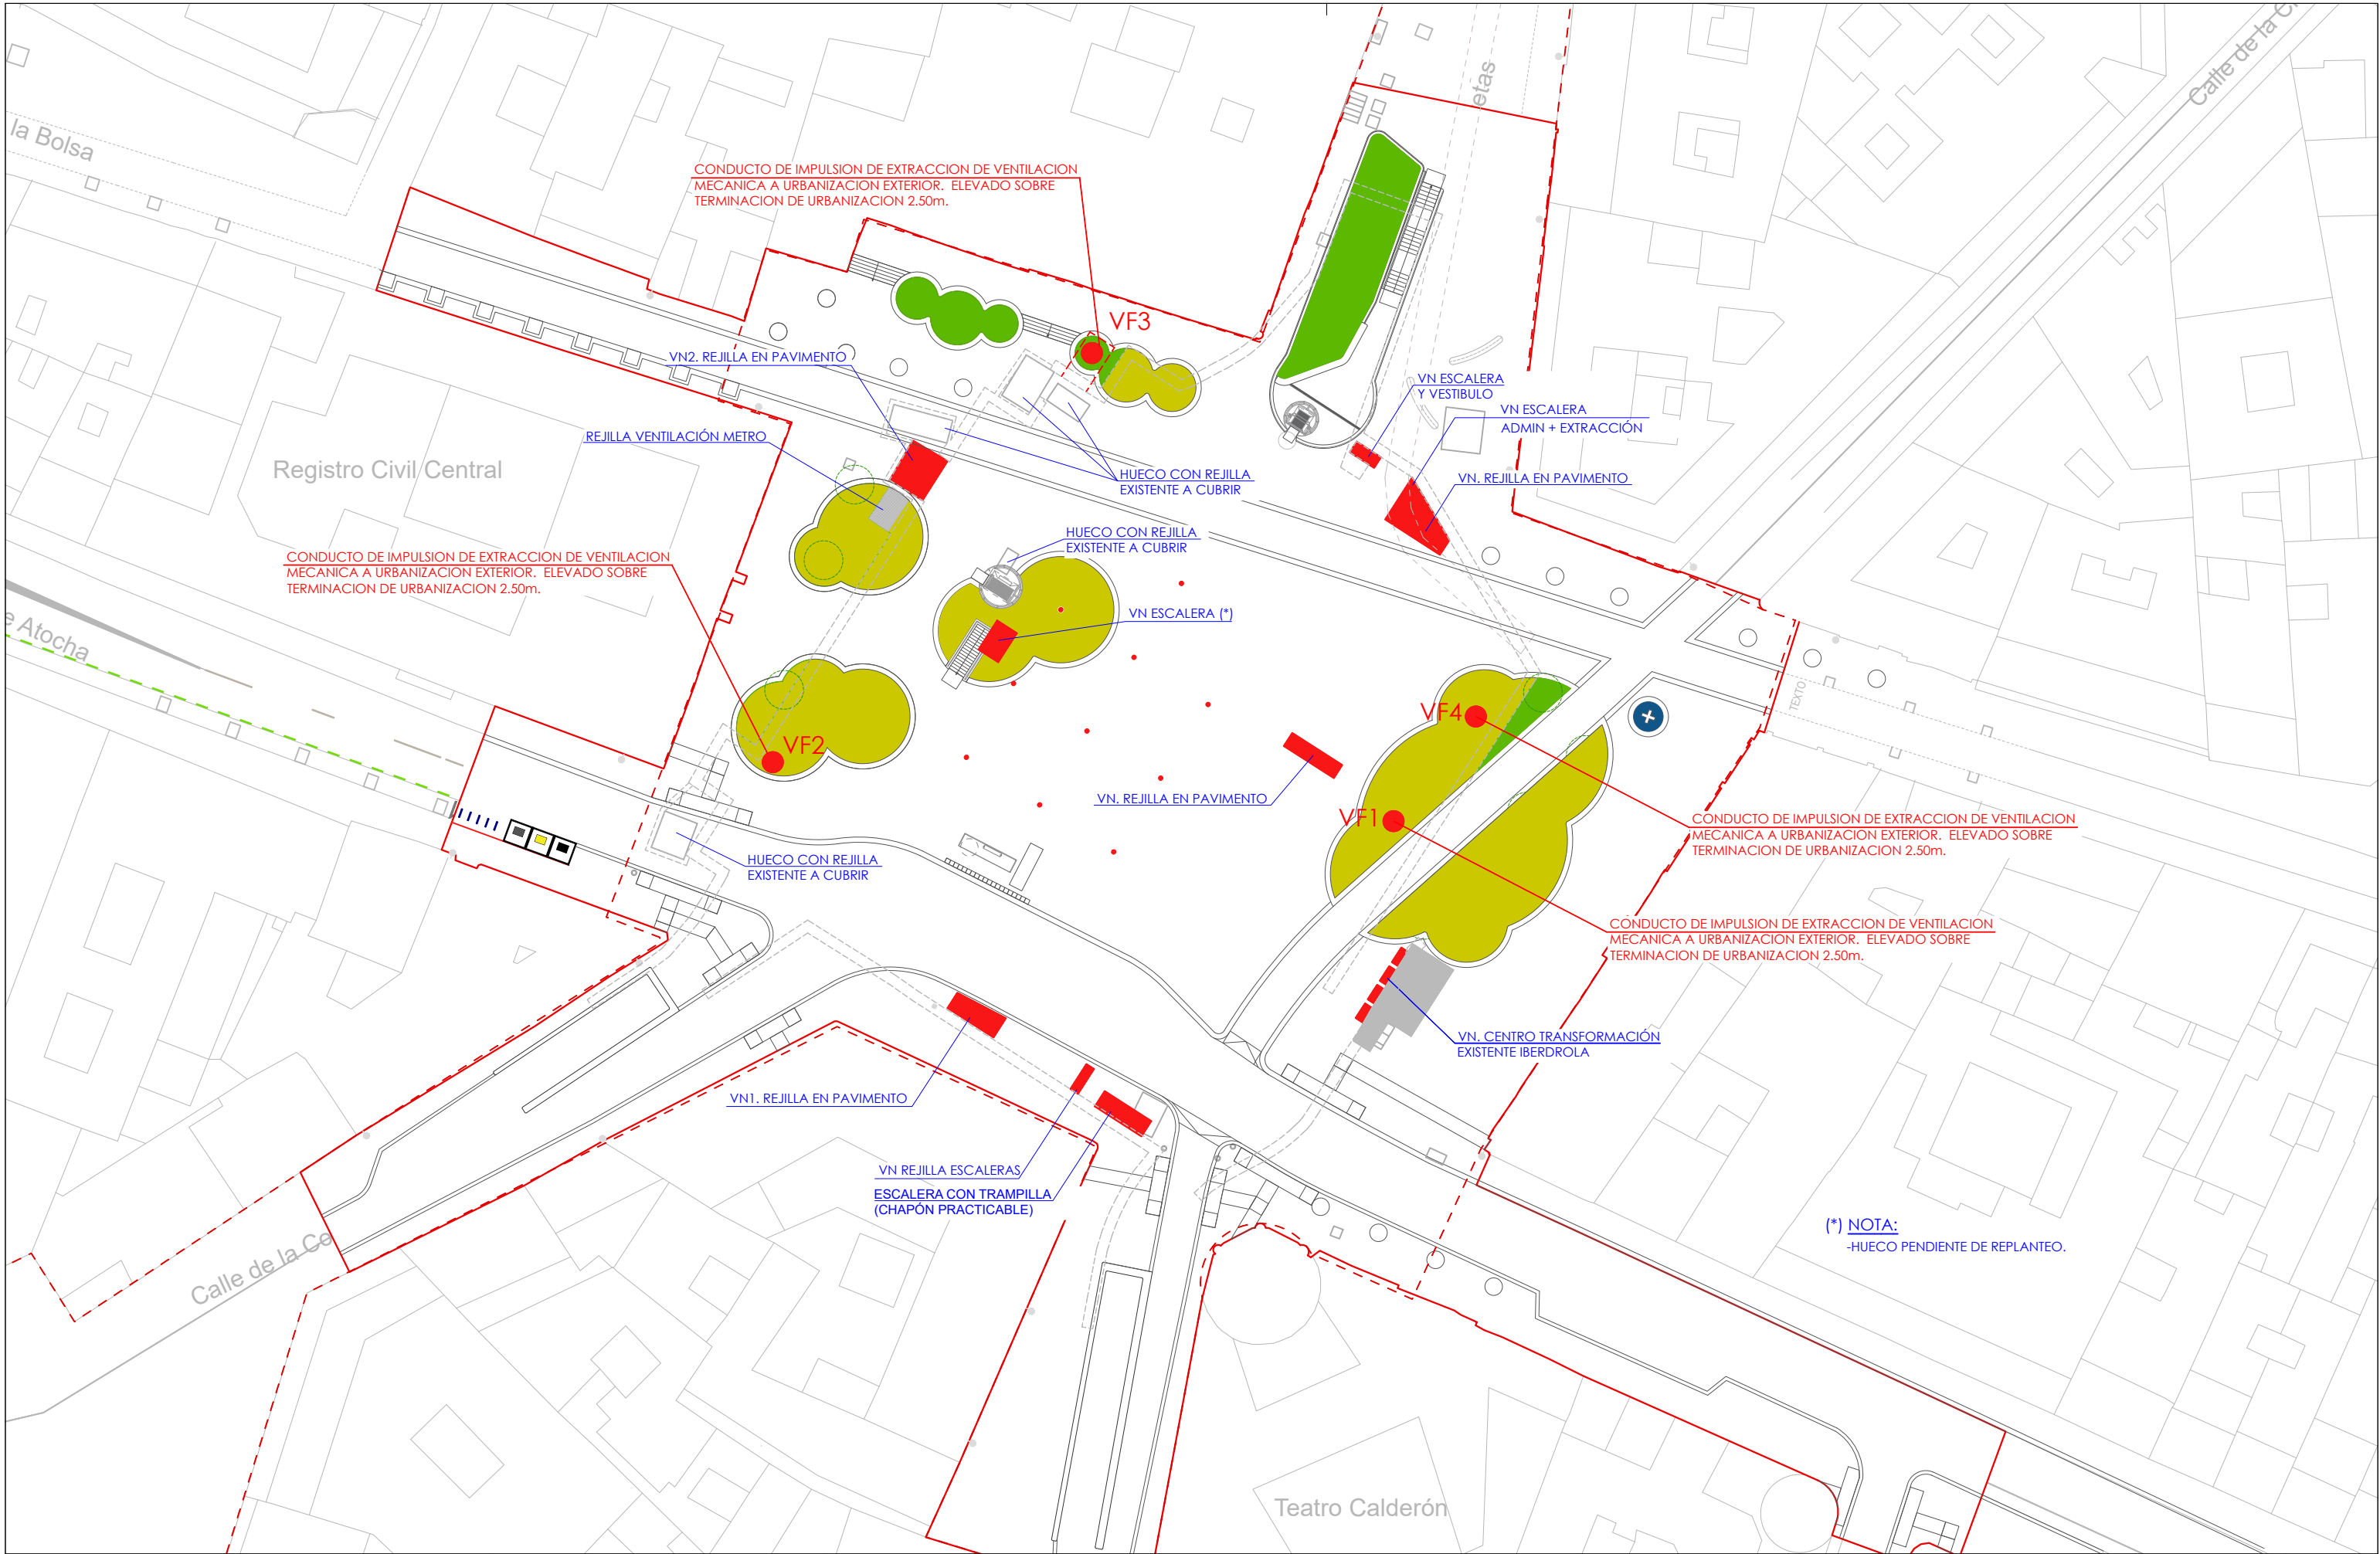 etas
Calle de la C
la Bolsa
CONDUCTO DE IMPULSION DE EXTRACCION DE VENTILACION
MECANICA A URBANIZACION EXTERIOR. ELEVADO SOBRE
TERMINACION DE URBANIZACION 2.50m.
VF3
VN2. REJILLA EN PAVIMENTO
VN ESCALERA
Y VESTIBULO
VN ESCALERA
ADMIN + EXTRACCIÓN
REJILLA VENTILACIÓN METRO
Registro Civil Central
HUECO CON REJILLA
EXISTENTE A CUBRIR
VN. REJILLA EN PAVIMENTO
HUECO CON REJILLA
EXISTENTE A CUBRIR
CONDUCTO DE IMPULSION DE EXTRACCION DE VENTILACION
MECANICA A URBANIZACION EXTERIOR. ELEVADO SOBRE
TERMINACION DE URBANIZACION 2.50m.
e Atocha
VN ESCALERA (*)
TEXTO
VF4
VF2
VN. REJILLA EN PAVIMENTO
VF1
CONDUCTO DE IMPULSION DE EXTRACCION DE VENTILACION
MECANICA A URBANIZACION EXTERIOR. ELEVADO SOBRE
TERMINACION DE URBANIZACION 2.50m.
HUECO CON REJILLA
EXISTENTE A CUBRIR
CONDUCTO DE IMPULSION DE EXTRACCION DE VENTILACION
MECANICA A URBANIZACION EXTERIOR. ELEVADO SOBRE
TERMINACION DE URBANIZACION 2.50m.
VN. CENTRO TRANSFORMACIÓN
EXISTENTE IBERDROLA
VN1. REJILLA EN PAVIMENTO
VN REJILLA ESCALERAS
ESCALERA CON TRAMPILLA
(CHAPÓN PRACTICABLE)
(*) NOTA:
-HUECO PENDIENTE DE REPLANTEO.
Calle de la Co
Teatro Calderón